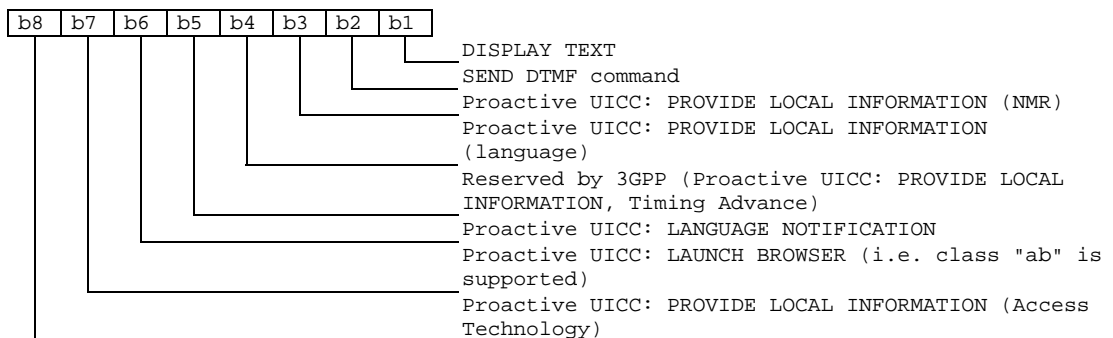 b8 b7 b6 b5 b4 b3 b2 b1
DISPLAY TEXT
SEND DTMF command
Proactive UICC: PROVIDE LOCAL INFORMATION (NMR)
Proactive UICC: PROVIDE LOCAL INFORMATION
(language)
Reserved by 3GPP (Proactive UICC: PROVIDE LOCAL
INFORMATION, Timing Advance)
Proactive UICC: LANGUAGE NOTIFICATION
Proactive UICC: LAUNCH BROWSER (i.e. class "ab" is
supported)
Proactive UICC: PROVIDE LOCAL INFORMATION (Access
Technology)